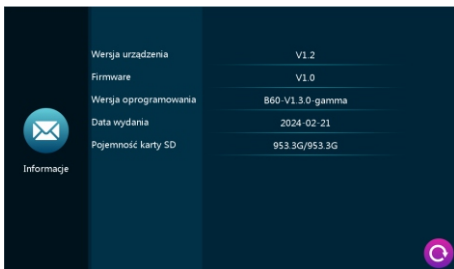 Wersja urządzenia V1.2
Firmware V1.0
Wersja oprogramowania B60-V1.3.0-gamma
Data wydania 2024-02-21
Pojemność karty SD 953.3G/953.3G
Informacje